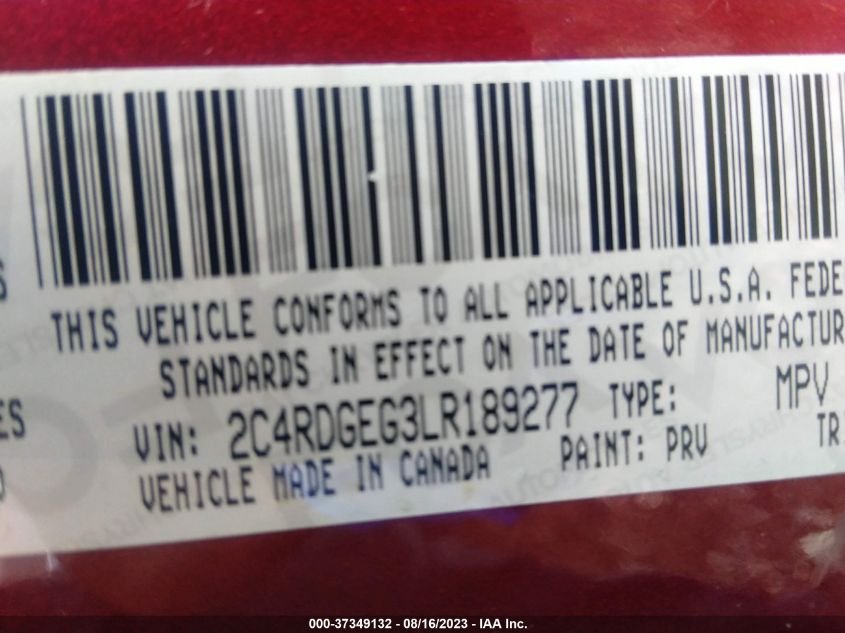 THIS VEHICLE CONFORMS TO ALL APPLICABLE U.S.A. FEDE
STANDARDS IN EFFECT ON THE DATE OF MANUFACTUR
VIN: 2C4RDGEG3LR189277 TYPE: MPV
VEHICLE MADE IN CANADA PAINT: PRV TR
S
ES
D
000-37349132 - 08/16/2023 - IAA Inc.